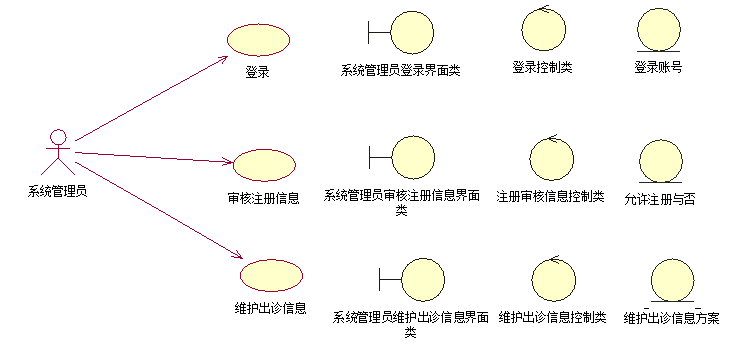 登录
系统管理员登录界面类
登录控制类
登录账号
系统管理员
审核注册信息
系统管理员审核注册信息界面
类
注册审核信息控制类
允许注册与否
维护出诊信息
系统管理员维护出诊信息界面
类
维护出诊信息控制类
维护出诊信息方案